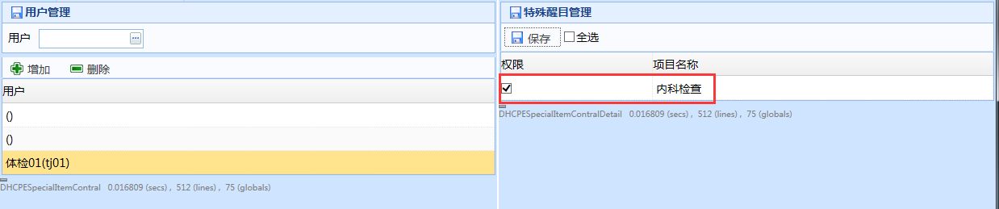 用户管理
用户
增加 删除
用户
()
()
体检01(tj01)
DHCPESpecialItemContral 0.016809 (secs) , 512 (lines) , 75 (globals)
特殊醒目管理
保存 全选
权限 项目名称
内科检查
DHCPESpecialItemContralDetail 0.016809 (secs) , 512 (lines) , 75 (globals)